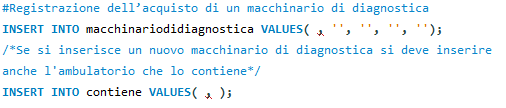 #Registrazione dell’acquisto di un macchinario di diagnostica
INSERT INTO macchinariodidiagnostica VALUES( , '', '', '', '');
/*Se si inserisce un nuovo macchinario di diagnostica si deve inserire
anche l'ambulatorio che lo contiene*/
INSERT INTO contiene VALUES( , );